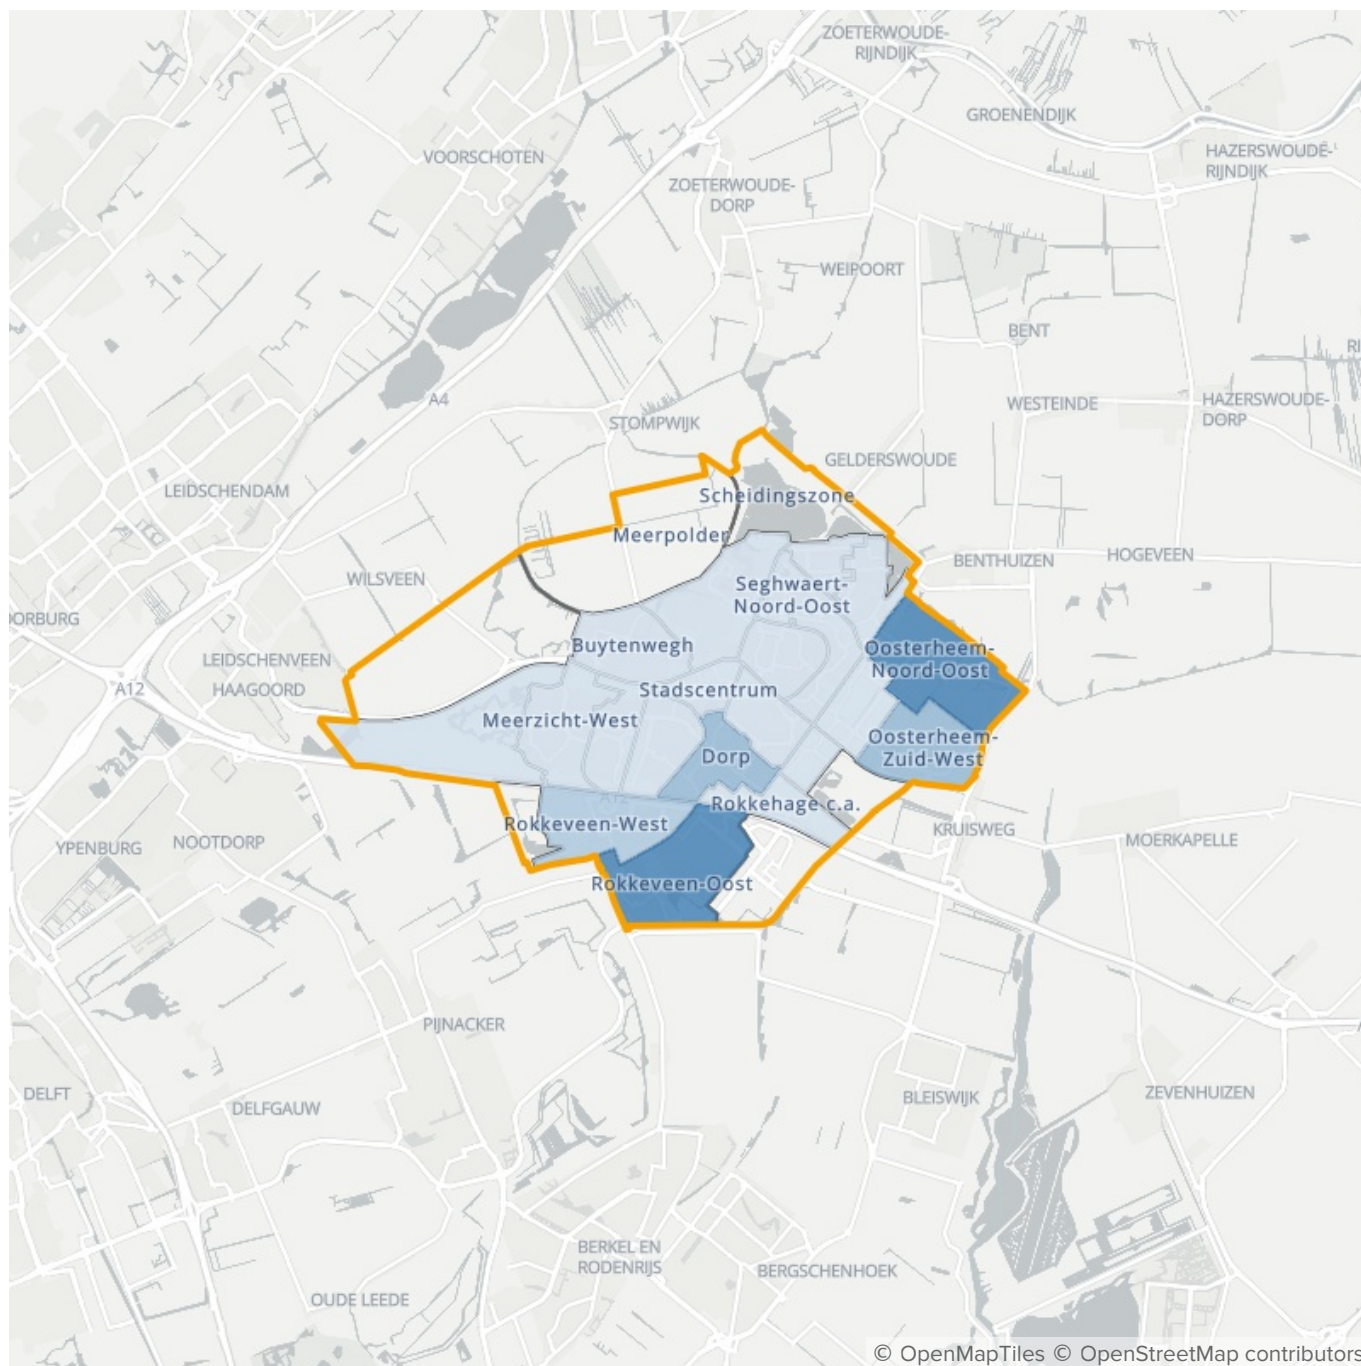 ZOETERWOUDE-
RIJNDIJK
GROENENDIJK
HAZERSWOUDE-
RIJNDIJK
VOORSCHOTEN
ZOETERWOUDE-
DORP
WEIPOORT
BENT
RI
A4
WESTEINDE
HAZERSWOUDE-
DORP
STOMPWIJK
GELDERSWOUDE
LEIDSCHENDAM
Scheidingszone
Meerpolder
BENTHUIZEN
HOGEVEEN
WILSVEEN
Seghwaert-
Noord-Oost
OORBURG
Buytenwegh
Oosterheem-
Noord-Oost
LEIDSCHENVEEN
HAAGOORD
A12
Stadscentrum
Meerzicht-West
Oosterheem-
Zuid-West
Dorp
A12
Rokkehage c.a.
Rokkeveen-West
KRUISWEG
MOERKAPELLE
NOOTDORP
YPENBURG
Rokkeveen-Oost
PIJNACKER
DELFT
DELFGAUW
BLEISWIJK
ZEVENHUIZEN
BERKEL EN
RODENRIJS
BERGSCHENHOEK
OUDE LEEDE
© OpenMapTiles © OpenStreetMap contributors